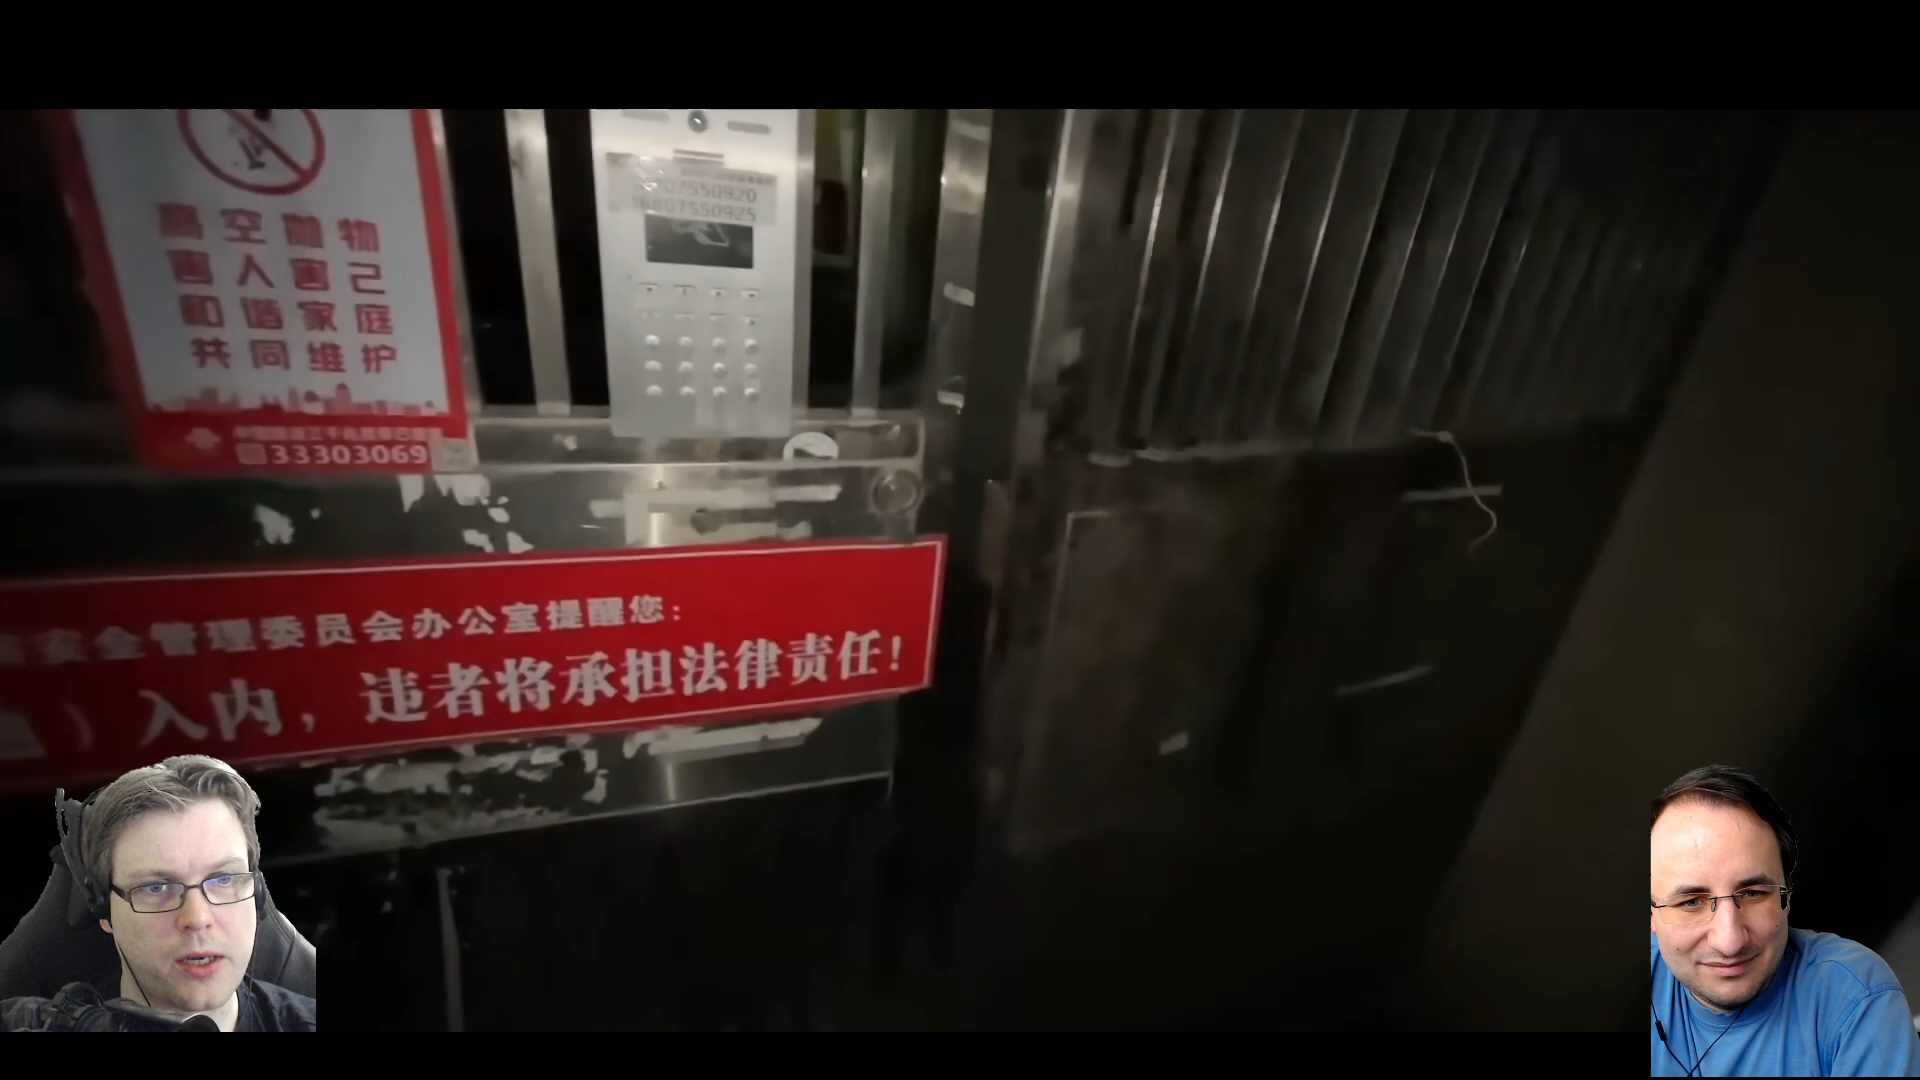 高空抛物
害人害己
和谐家庭
共同维护
33303069
07550920
6807550925
安全管理委员会办公室提醒您：
）入内，违者将承担法律责任！